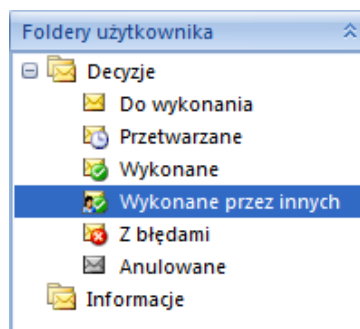 Foldery użytkownika
Decyzje
Do wykonania
Przetwarzane
Wykonane
Wykonane przez innych
Z błędami
Anulowane
Informacje